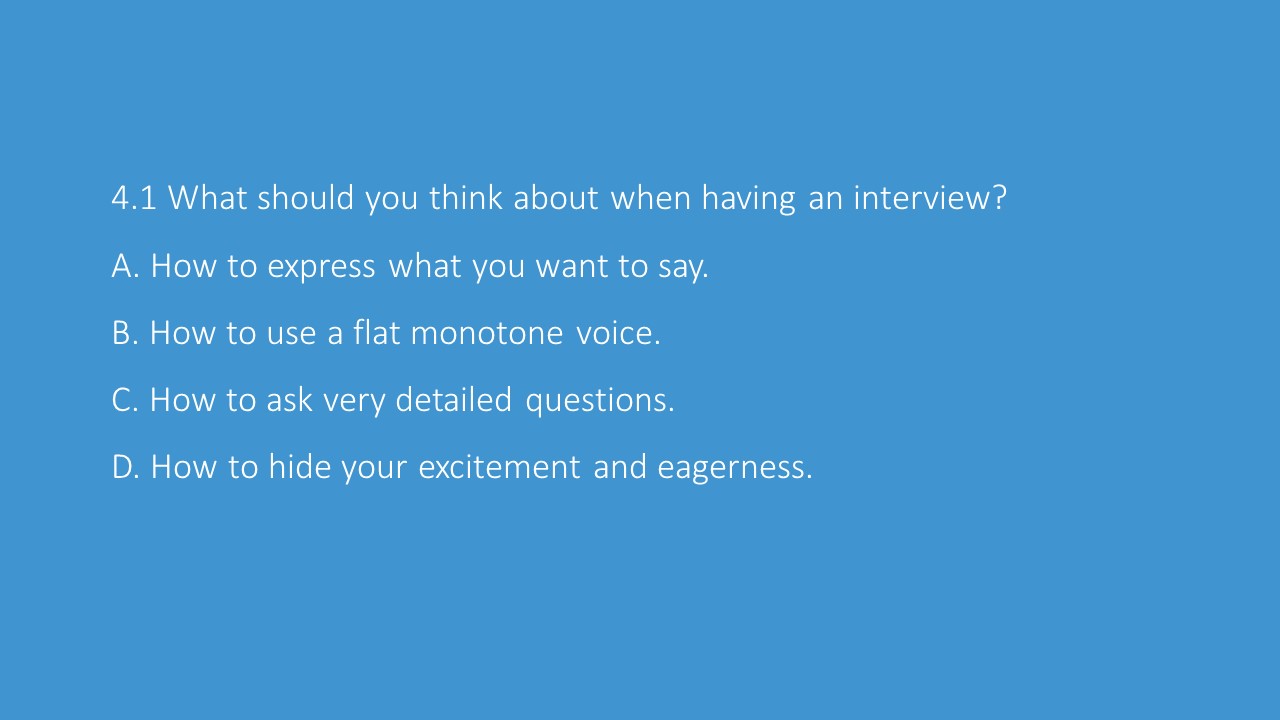 4.1 What should you think about when having an interview?
A. How to express what you want to say.
B. How to use a flat monotone voice.
C. How to ask very detailed questions.
D. How to hide your excitement and eagerness.